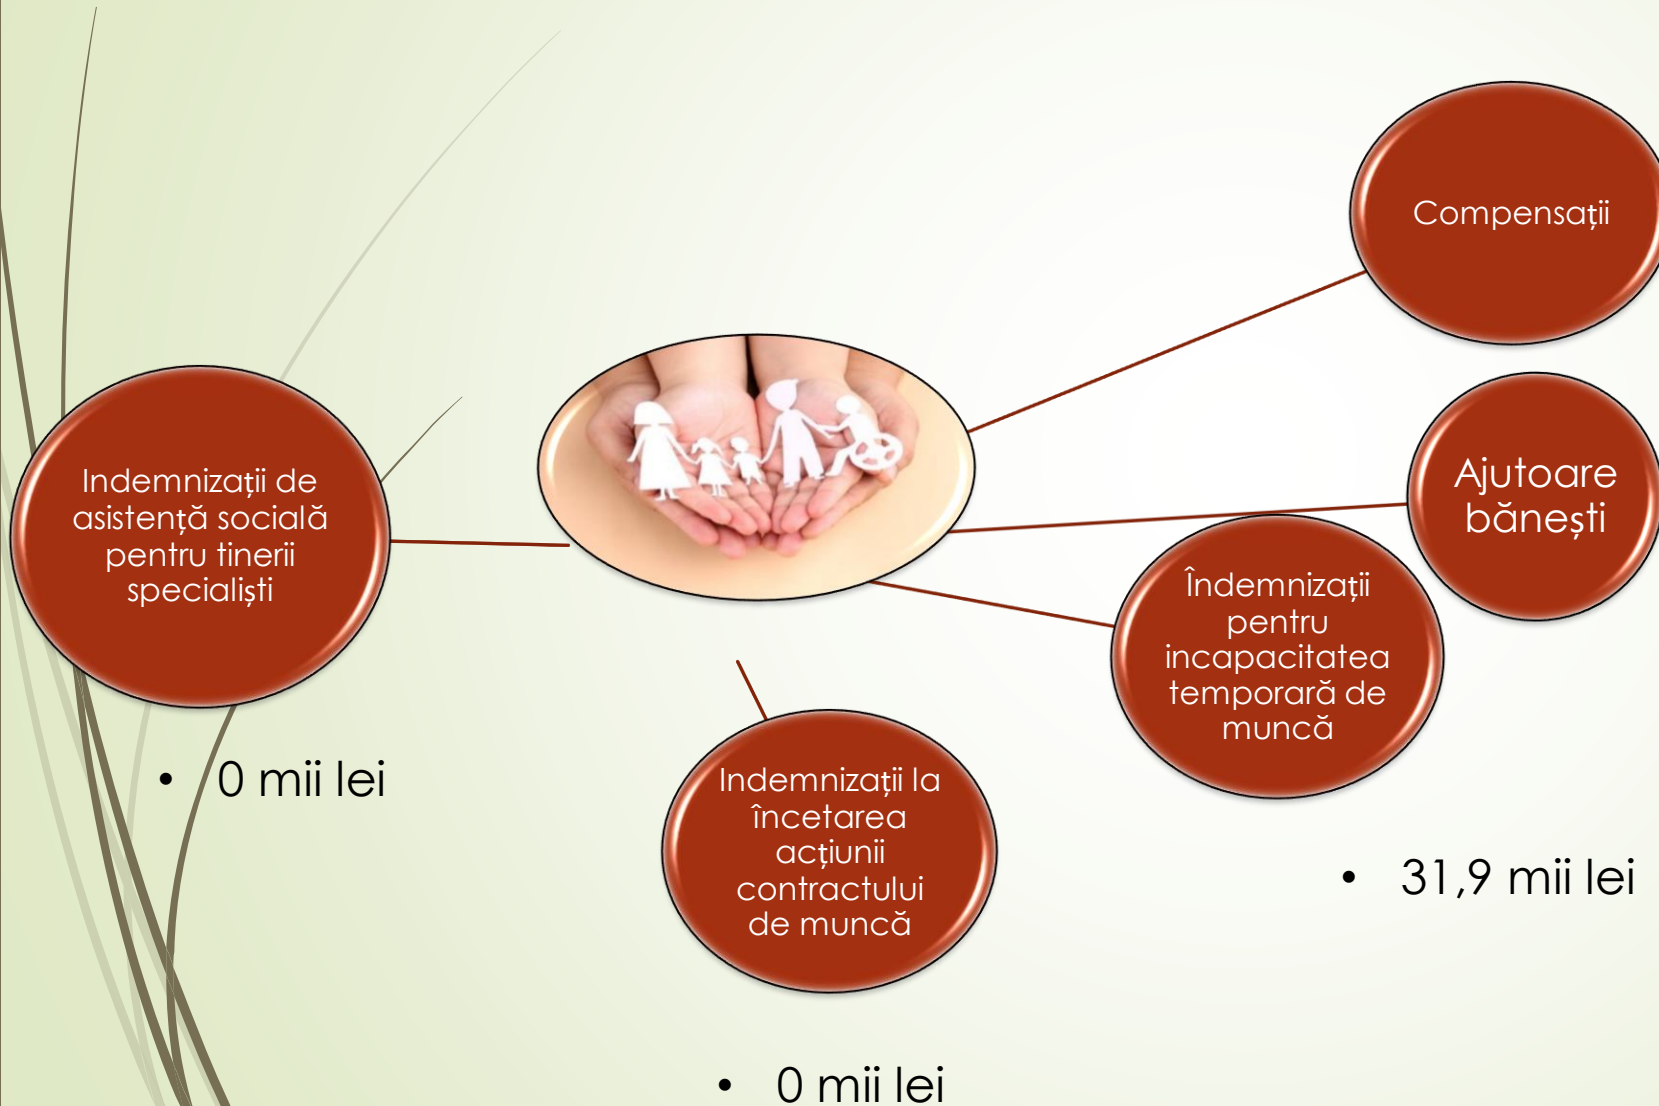 Compensații
Ajutoare
bănești
Indemnizații de
asistență socială
pentru tinerii
specialiști
Îndemnizații
pentru
incapacitatea
temporară de
muncă
• 0 mii lei
Indemnizații la
încetarea
acțiunii
contractului
de muncă
• 31,9 mii lei
• 0 mii lei